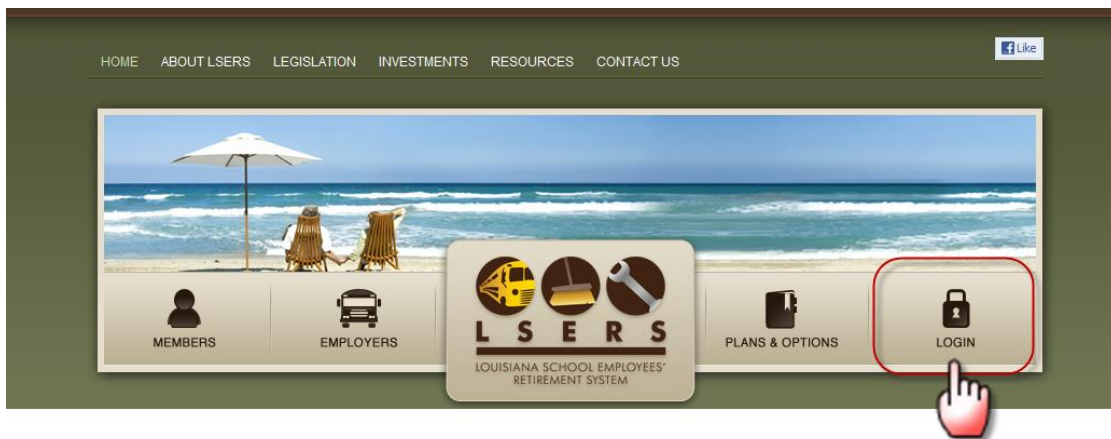 Like
HOME ABOUT LSERS LEGISLATION INVESTMENTS RESOURCES CONTACT US
MEMBERS EMPLOYERS PLANS & OPTIONS LOGIN
LSERS
LOUISIANA SCHOOL EMPLOYEES'
RETIREMENT SYSTEM